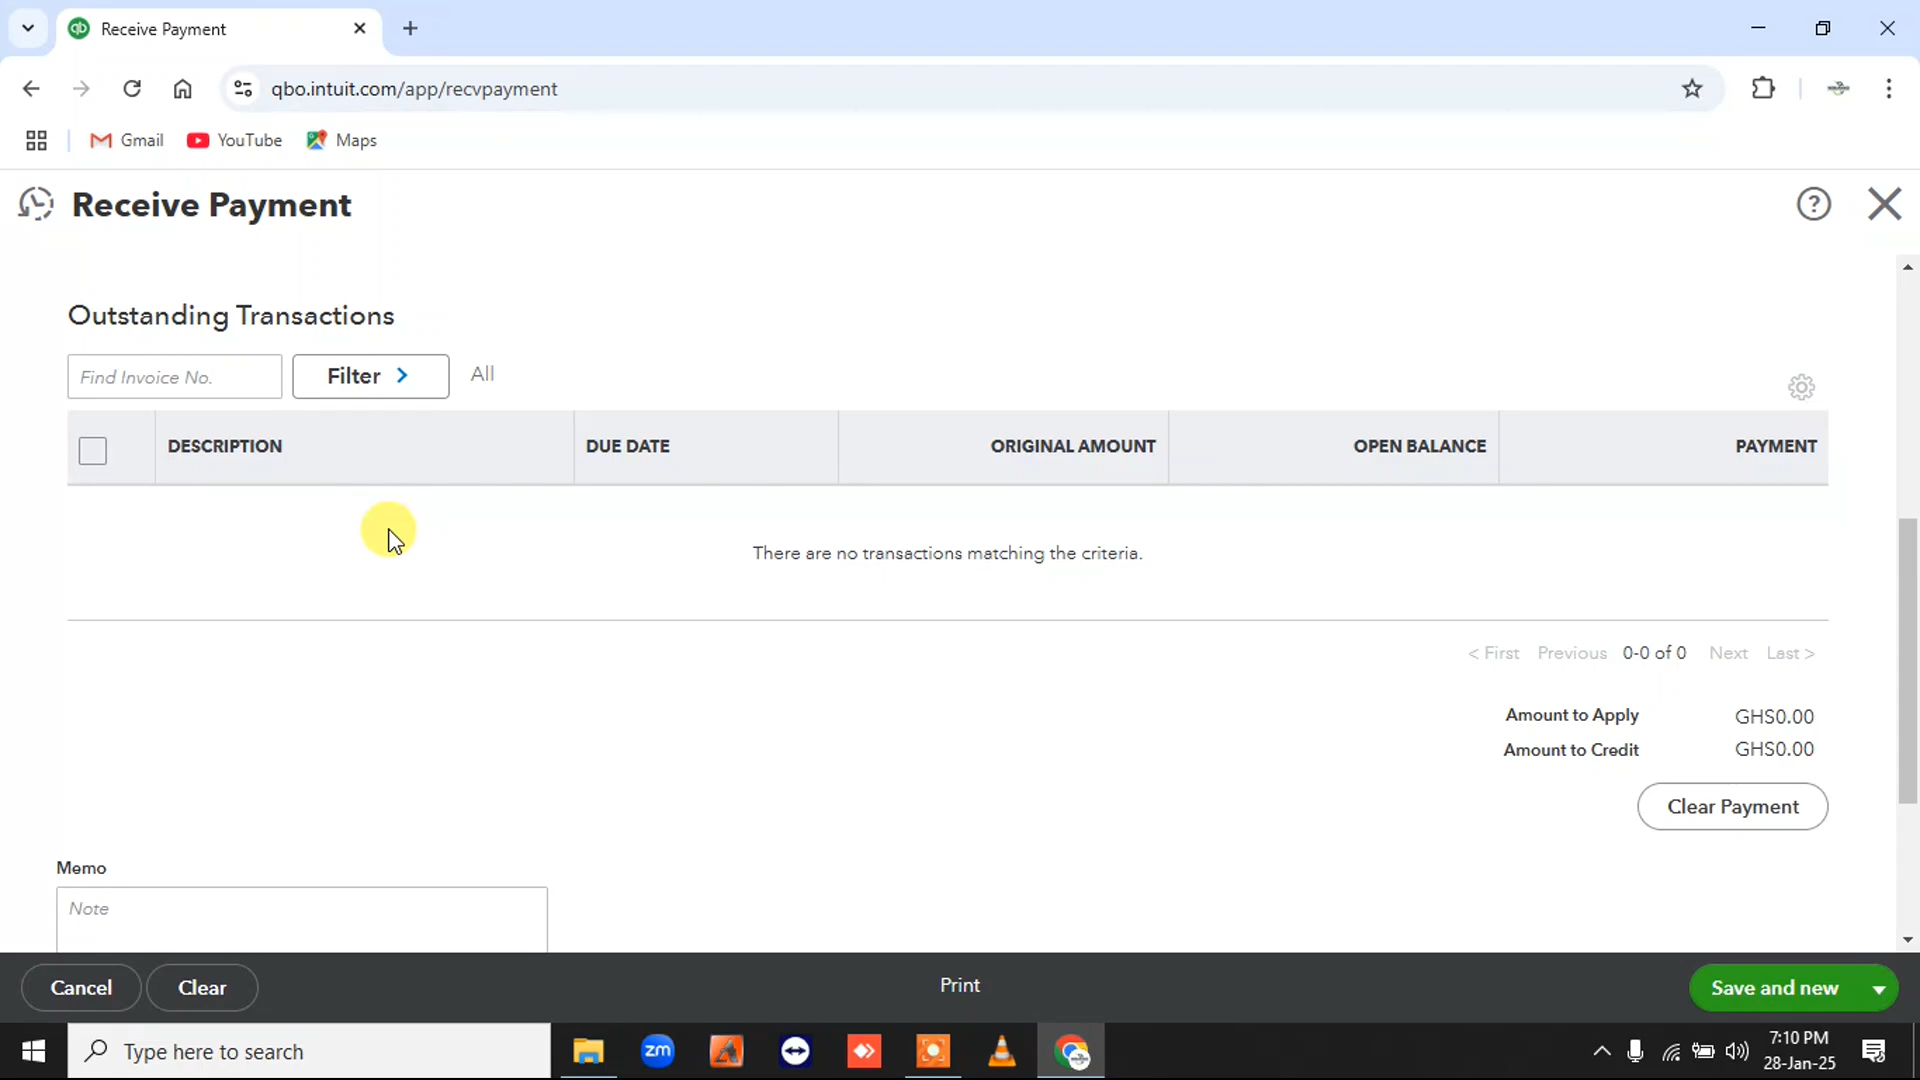 Receive Payment
qbo.intuit.com/app/recvpayment
Gmail YouTube Maps
Receive Payment
Outstanding Transactions
Find Invoice No. Filter All
DESCRIPTION DUE DATE ORIGINAL AMOUNT OPEN BALANCE PAYMENT
There are no transactions matching the criteria.
< First Previous 0-0 of 0 Next Last >
Amount to Apply GHS0.00
Amount to Credit GHS0.00
Clear Payment
Memo
Note
Cancel Clear Print Save and new
Type here to search zm 7:10 PM
28-Jan-25